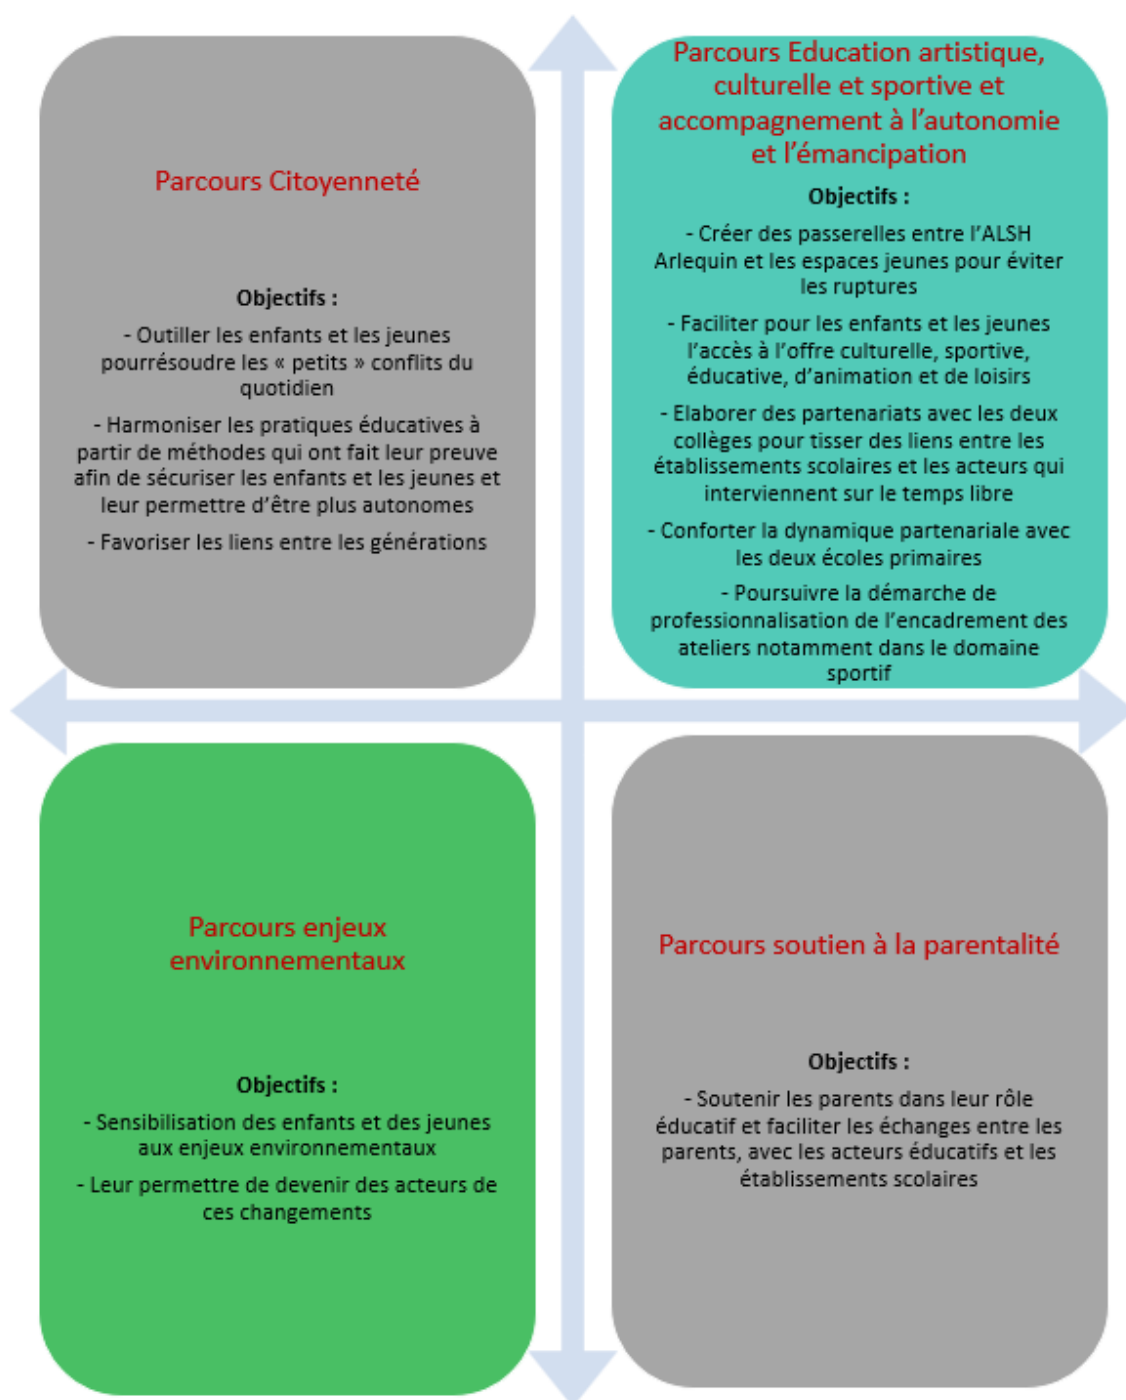 Parcours Citoyenneté
Objectifs :
- Outiller les enfants et les jeunes
pourrésoudre les « petits » conflits du
quotidien
- Harmoniser les pratiques éducatives à
partir de méthodes qui ont fait leur preuve
afin de sécuriser les enfants et les jeunes et
leur permettre d’être plus autonomes
- Favoriser les liens entre les générations
Parcours Education artistique,
culturelle et sportive et
accompagnement à l’autonomie
et l’émancipation
Objectifs :
- Créer des passerelles entre l’ALSH
Arlequin et les espaces jeunes pour éviter
les ruptures
- Faciliter pour les enfants et les jeunes
l’accès à l’offre culturelle, sportive,
éducative, d’animation et de loisirs
- Elaborer des partenariats avec les deux
collèges pour tisser des liens entre les
établissements scolaires et les acteurs qui
interviennent sur le temps libre
- Conforter la dynamique partenariale avec
les deux écoles primaires
- Poursuivre la démarche de
professionnalisation de l’encadrement des
ateliers notamment dans le domaine
sportif
Parcours enjeux
environnementaux
Objectifs :
- Sensibilisation des enfants et des jeunes
aux enjeux environnementaux
- Leur permettre de devenir des acteurs de
ces changements
Parcours soutien à la parentalité
Objectifs :
- Soutenir les parents dans leur rôle
éducatif et faciliter les échanges entre les
parents, avec les acteurs éducatifs et les
établissements scolaires